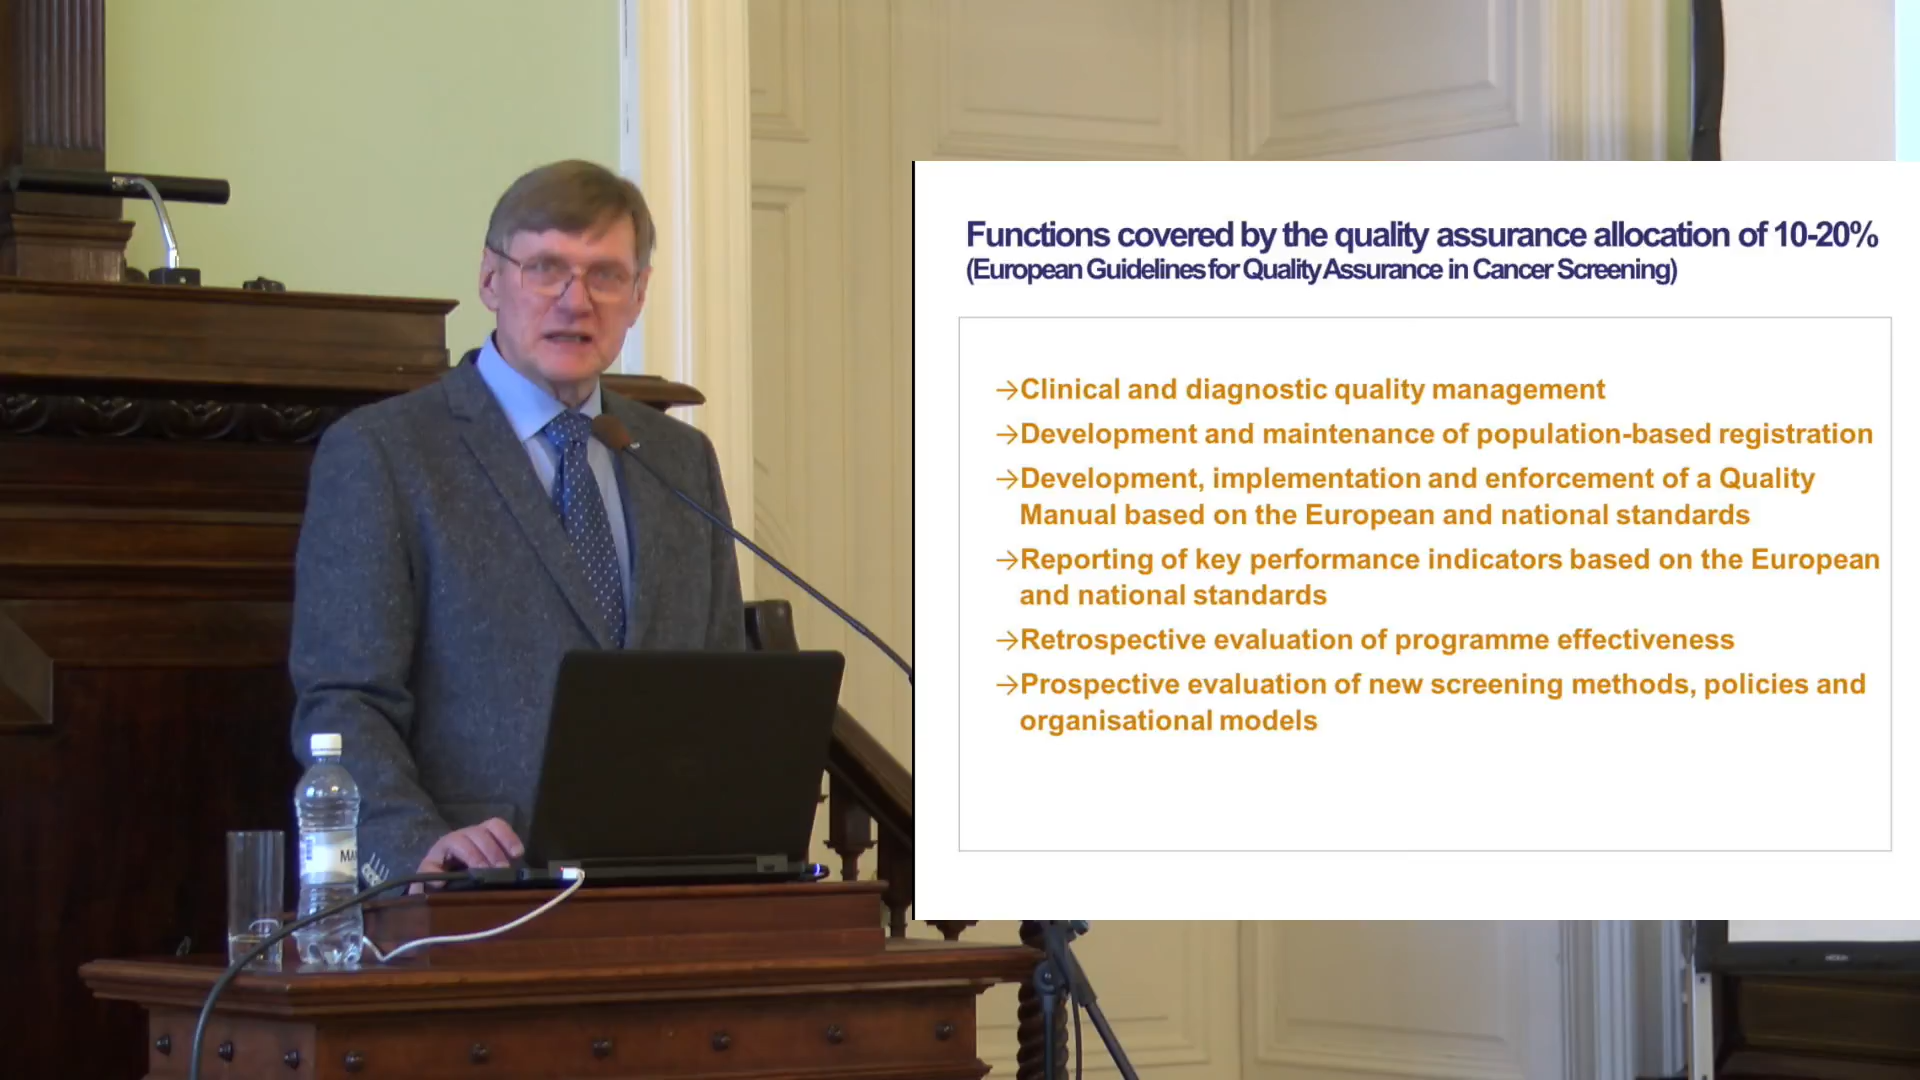 Functions covered by the quality assurance allocation of 10-20%
(European Guidelines for Quality Assurance in Cancer Screening)
→Clinical and diagnostic quality management
→Development and maintenance of population-based registration
→Development, implementation and enforcement of a Quality
Manual based on the European and national standards
→Reporting of key performance indicators based on the European
and national standards
→Retrospective evaluation of programme effectiveness
→Prospective evaluation of new screening methods, policies and
organisational models